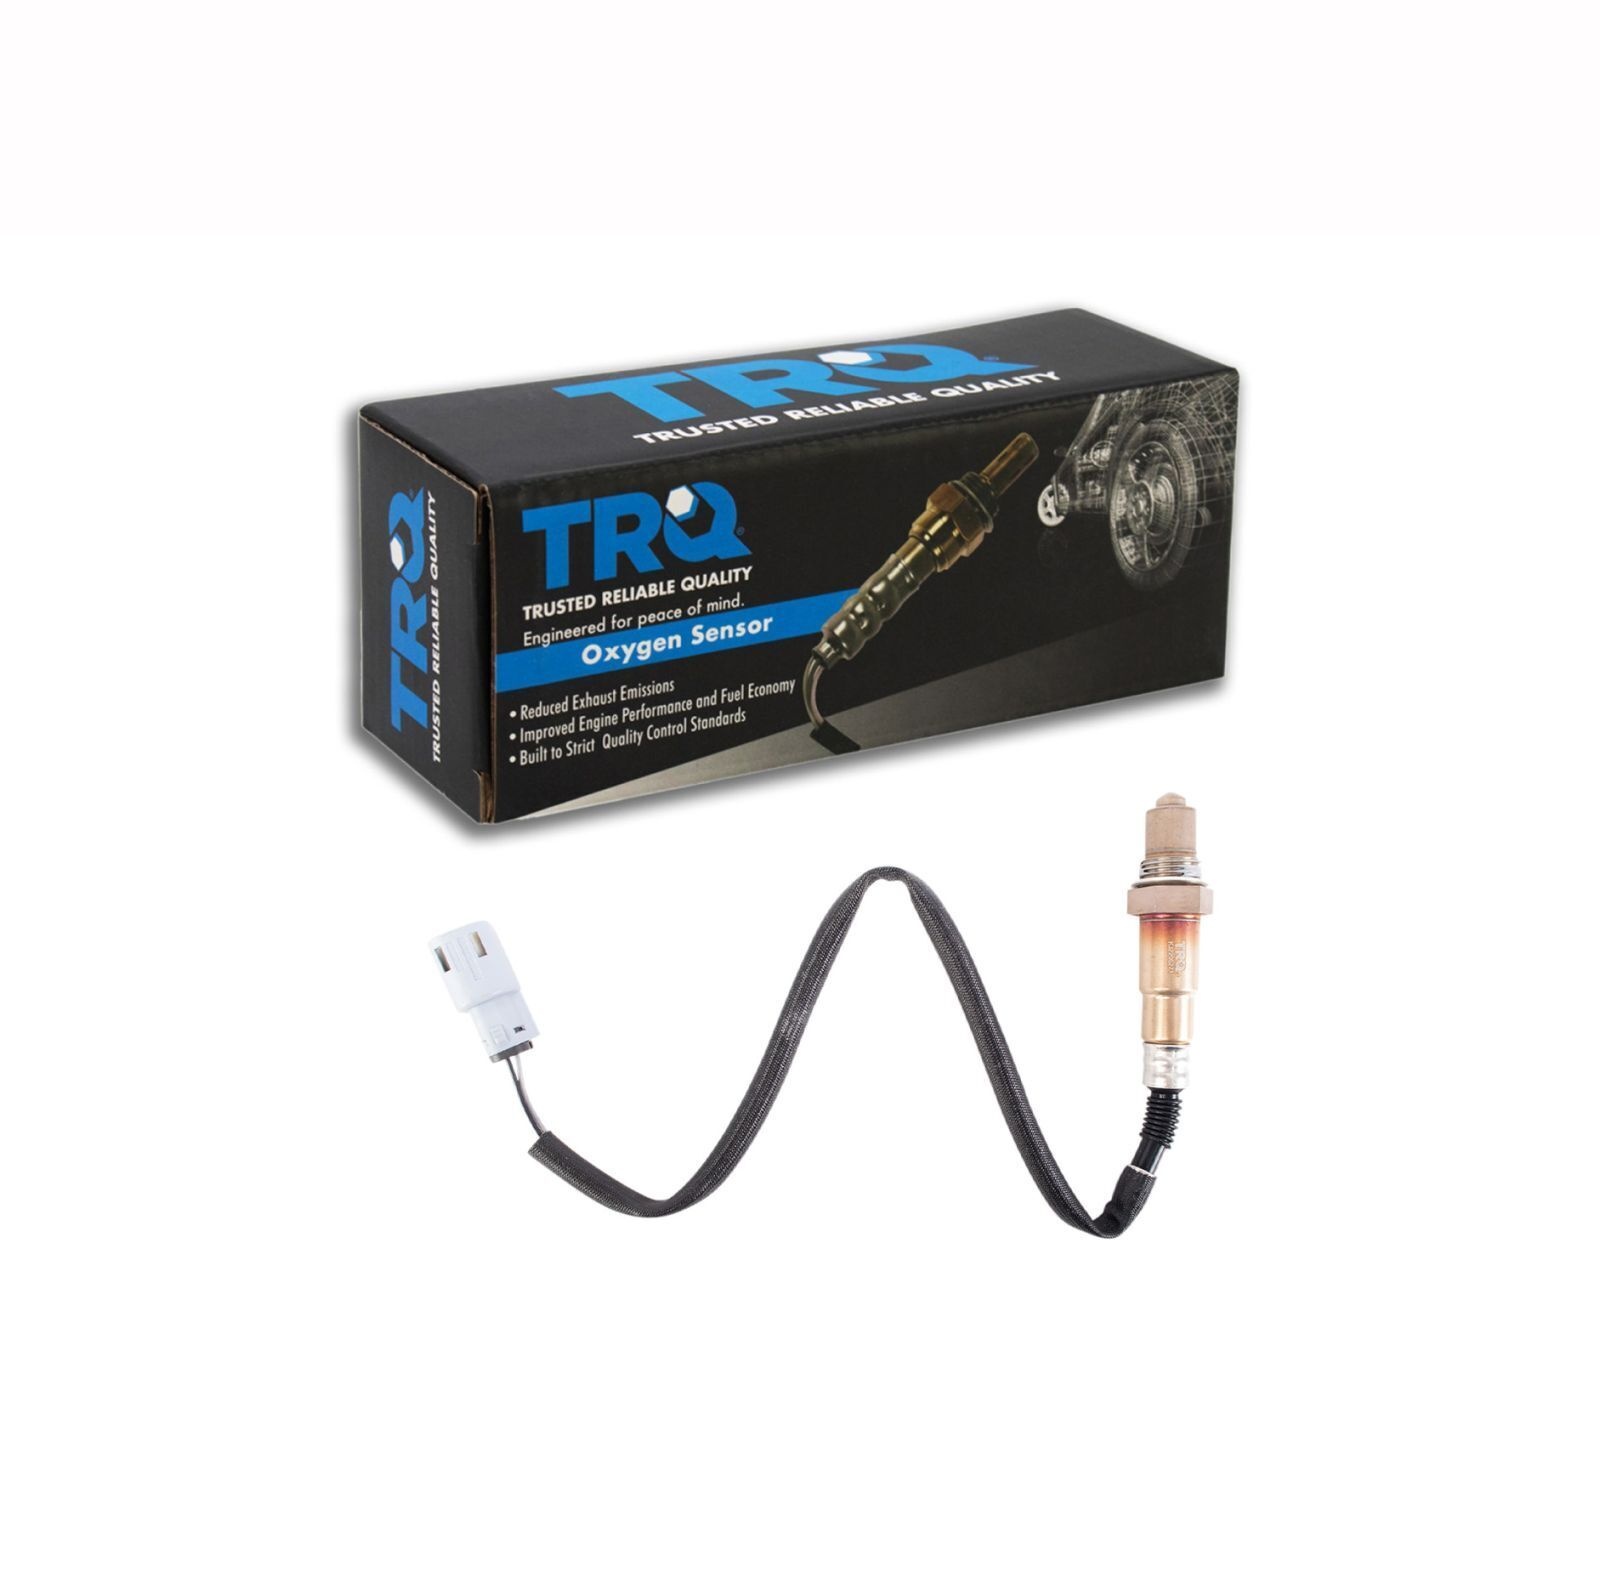 TRQ®
TRUSTED RELIABLE QUALITY
TRQ®
TRUSTED RELIABLE QUALITY
TRQ®
TRUSTED RELIABLE QUALITY
Engineered for peace of mind.
Oxygen Sensor
• Reduced Exhaust Emissions
• Improved Engine Performance and Fuel Economy
• Built to Strict Quality Control Standards
TRQ